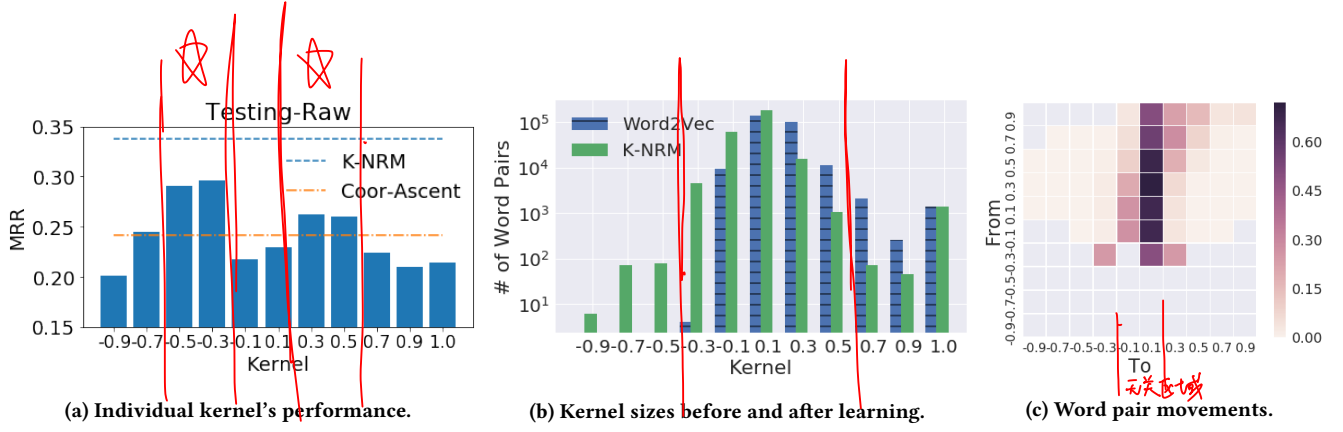 Testing-Raw
0.35
0.30
0.25
0.20
0.15
MRR
K-NRM
Coor-Ascent
-0.9 -0.7 -0.5 -0.3 -0.1 0.1 0.3 0.5 0.7 0.9 1.0
Kernel
(a) Individual kernel's performance.
10^5
10^4
10^3
10^2
10^1
# of Word Pairs
Word2Vec
K-NRM
-0.9 -0.7 -0.5 -0.3 -0.1 0.1 0.3 0.5 0.7 0.9 1.0
Kernel
(b) Kernel sizes before and after learning.
From
-0.9 -0.7 -0.5 -0.3 -0.1 0.1 0.3 0.5 0.7 0.9
-0.9 -0.7 -0.5 -0.3 -0.1 0.1 0.3 0.5 0.7 0.9
To
0.60
0.45
0.30
0.15
0.00
无关区域
(c) Word pair movements.